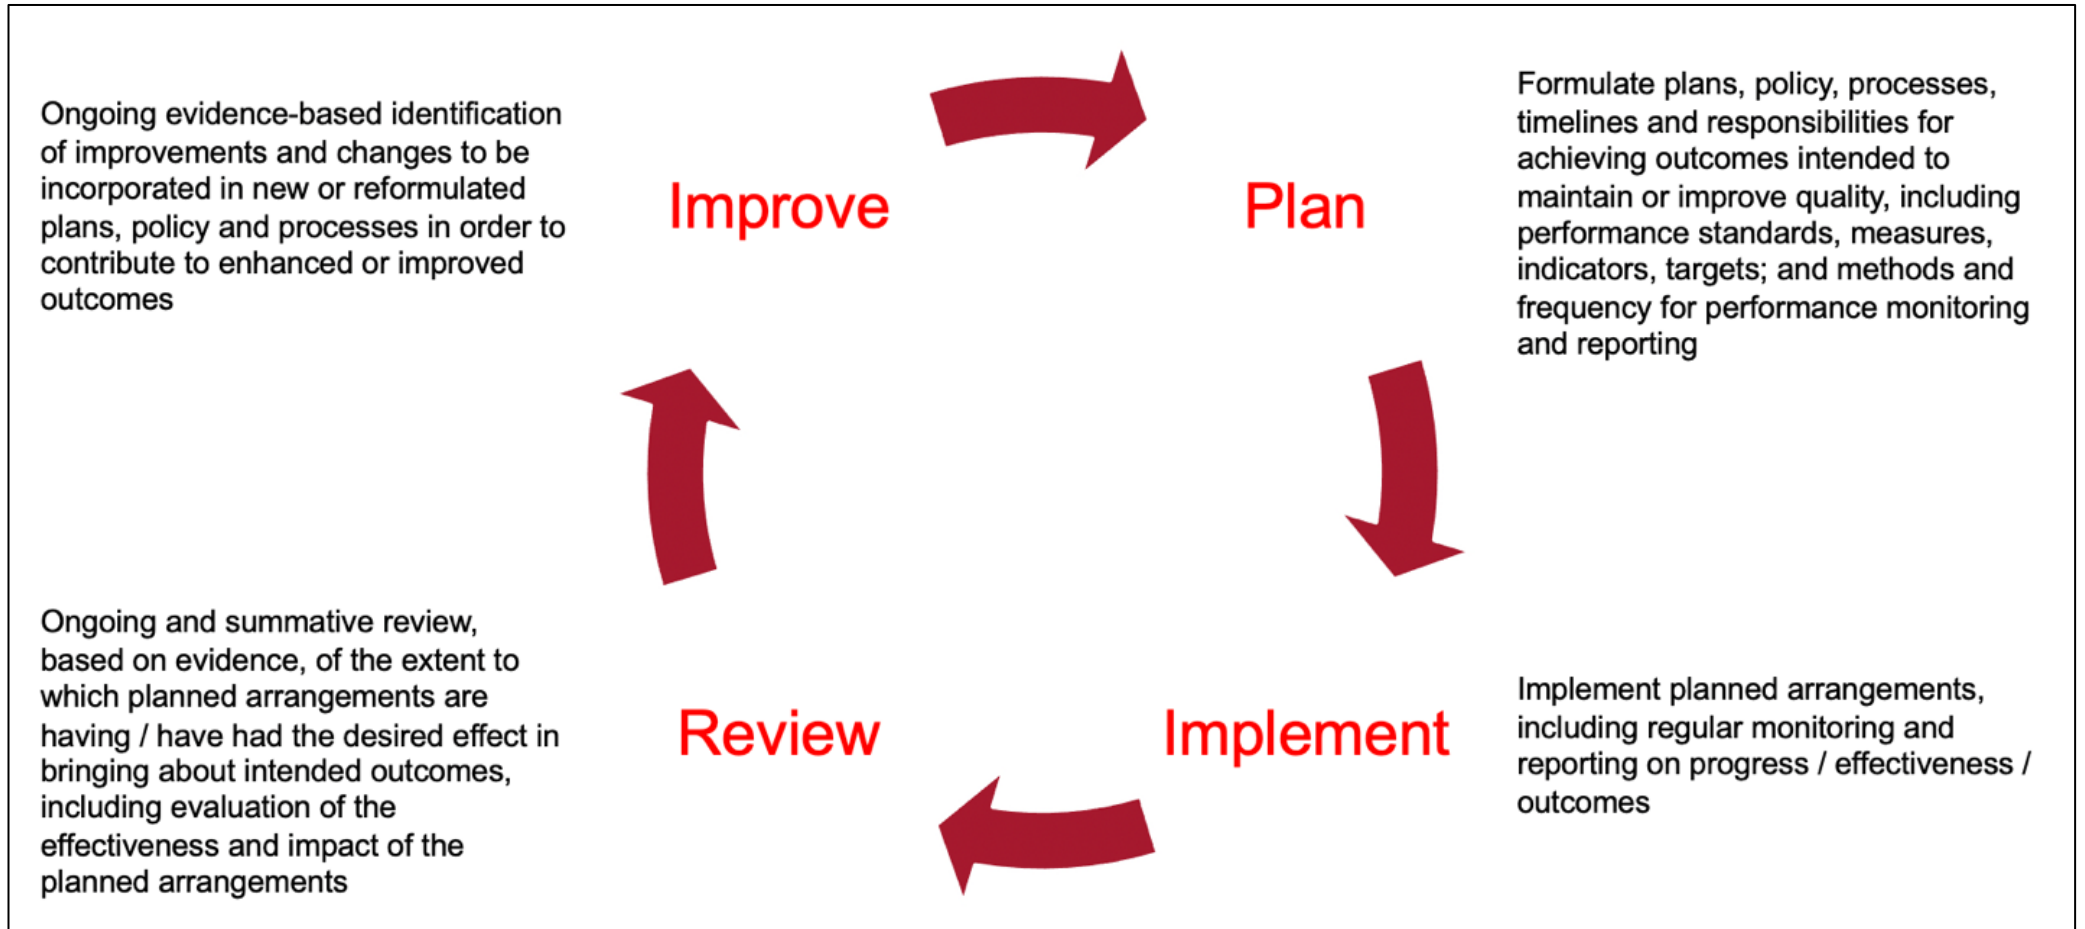 Ongoing evidence-based identification
of improvements and changes to be
incorporated in new or reformulated
plans, policy and processes in order to
contribute to enhanced or improved
outcomes
Improve
Plan
Formulate plans, policy, processes,
timelines and responsibilities for
achieving outcomes intended to
maintain or improve quality, including
performance standards, measures,
indicators, targets; and methods and
frequency for performance monitoring
and reporting
Ongoing and summative review,
based on evidence, of the extent to
which planned arrangements are
having / have had the desired effect in
bringing about intended outcomes,
including evaluation of the
effectiveness and impact of the
planned arrangements
Review
Implement
Implement planned arrangements,
including regular monitoring and
reporting on progress / effectiveness /
outcomes